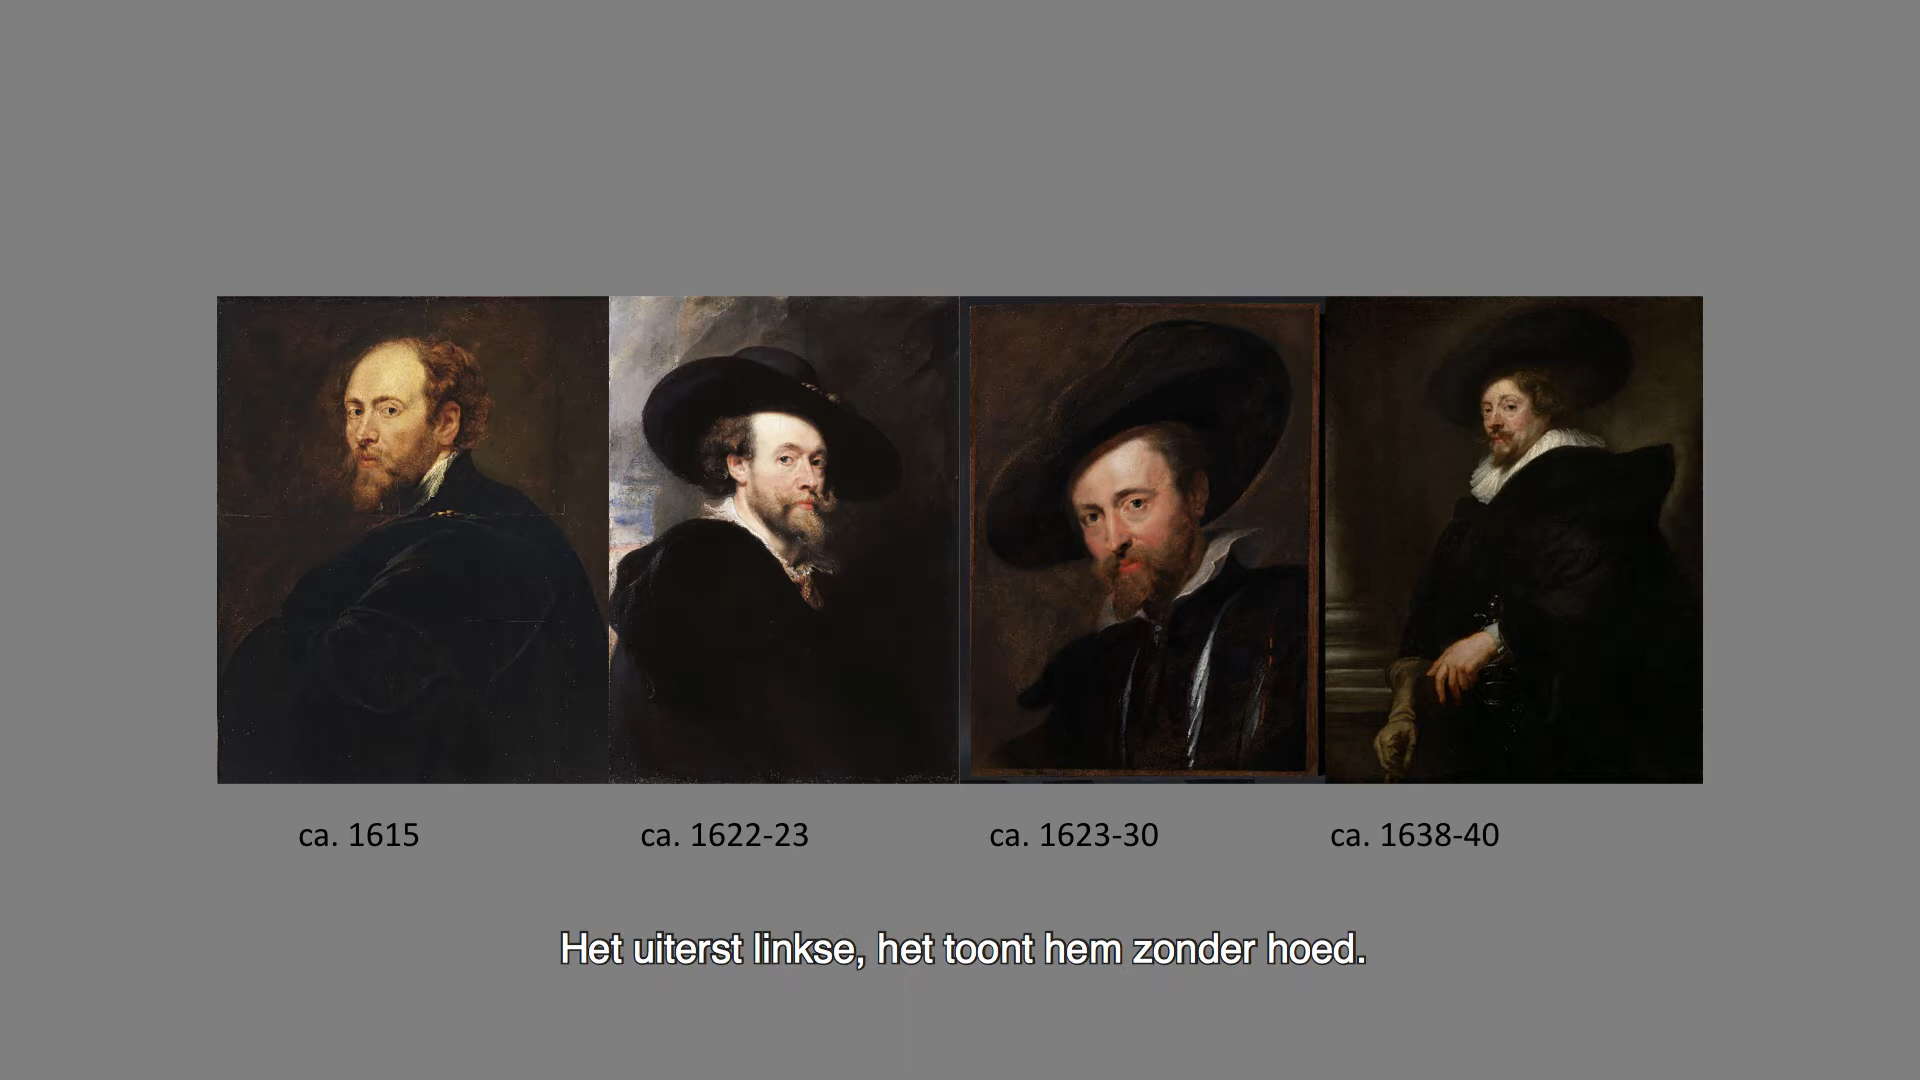 ca. 1615
ca. 1622-23
ca. 1623-30
ca. 1638-40
Het uiterst linkse, het toont hem zonder hoed.